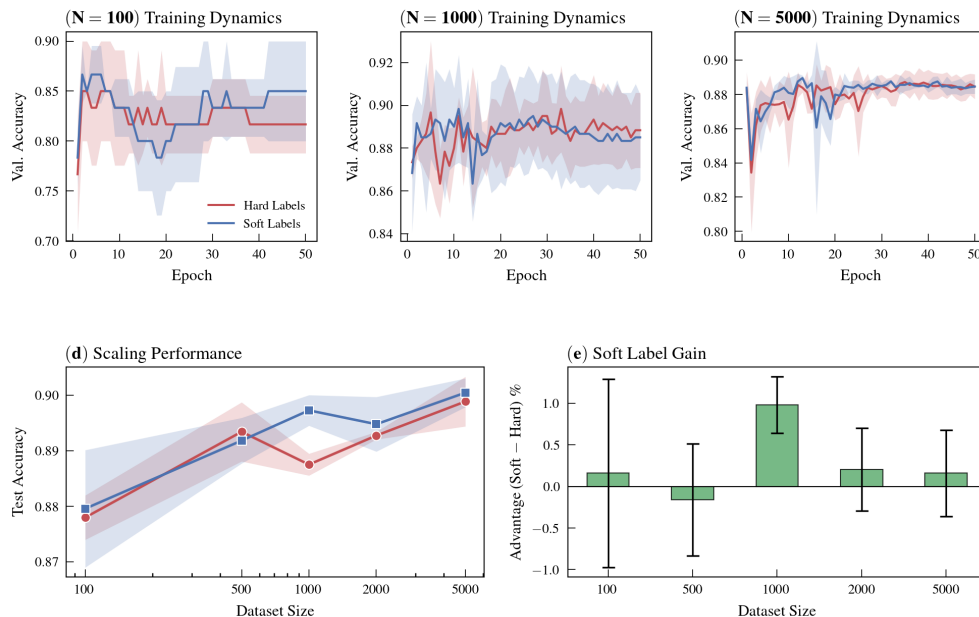 (N = 100) Training Dynamics
0.90
0.85
0.80
0.75
0.70
Val. Accuracy
Hard Labels
Soft Labels
0 10 20 30 40 50
Epoch
(N = 1000) Training Dynamics
0.92
0.90
0.88
0.86
0.84
Val. Accuracy
0 10 20 30 40 50
Epoch
(N = 5000) Training Dynamics
0.90
0.88
0.86
0.84
0.82
0.80
Val. Accuracy
0 10 20 30 40 50
Epoch
(d) Scaling Performance
0.90
0.89
0.88
0.87
Test Accuracy
100 500 1000 2000 5000
Dataset Size
(e) Soft Label Gain
1.0
0.5
0.0
−0.5
−1.0
Advantage (Soft − Hard) %
100 500 1000 2000 5000
Dataset Size